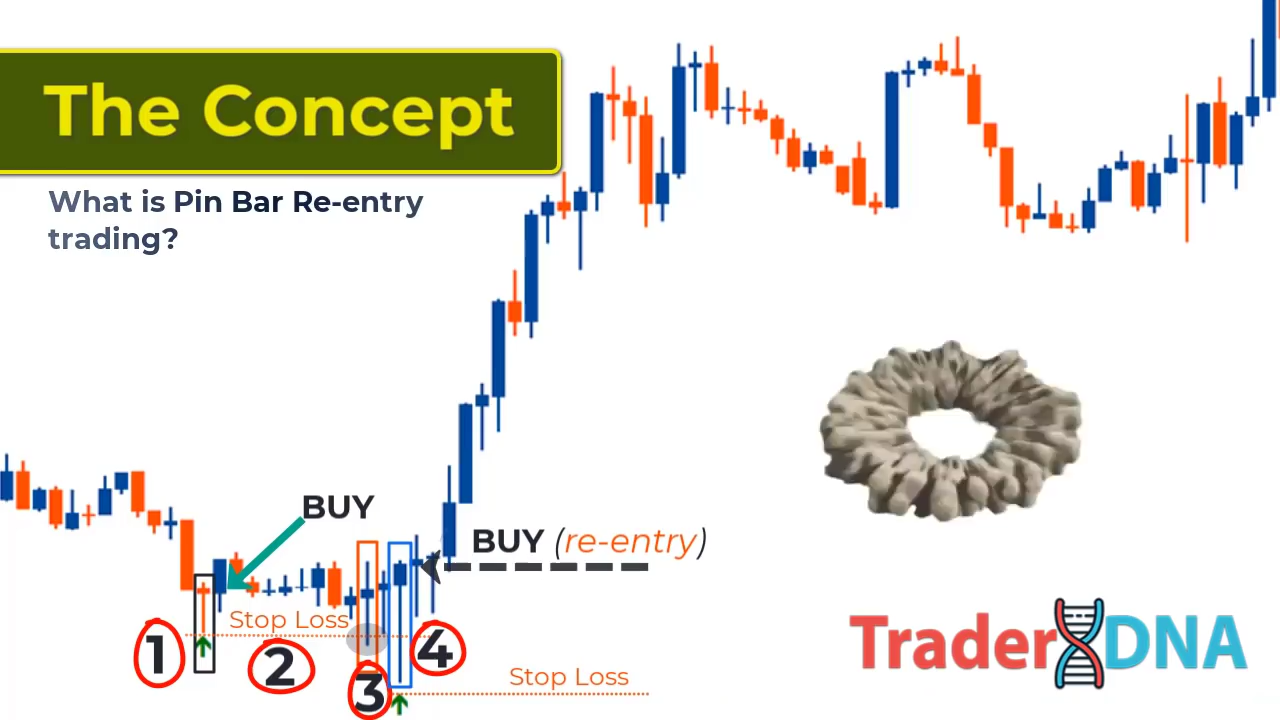 The Concept
What is Pin Bar Re-entry
trading?
BUY
BUY (re-entry)
Stop Loss
1
2
3
4
Stop Loss
TraderDNA